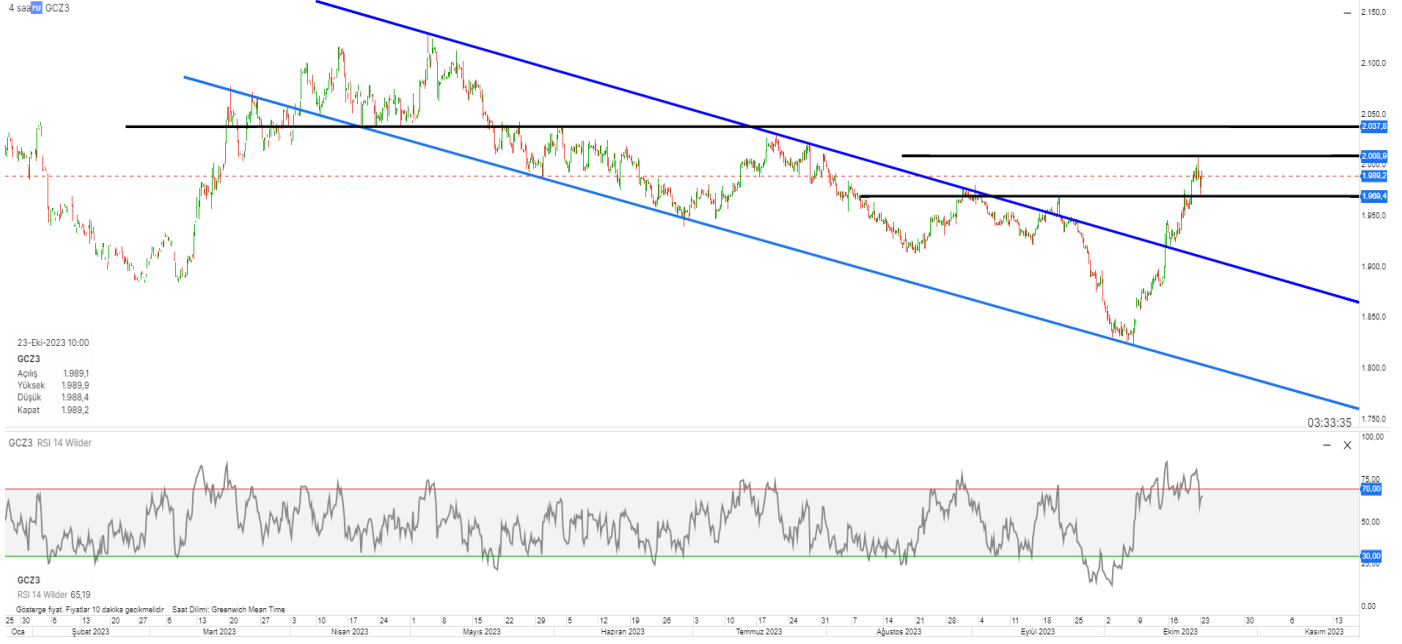 4 saa ru GCZ3
2.150,0
2.100,0
2.050,0
2.037,8
2.008,9
2.000,0
1.989,2
1.969,4
1.950,0
1.900,0
1.850,0
1.800,0
1.750,0
23-Eki-2023 10:00
GCZ3
Açılış 1.989,1
Yüksek 1.989,9
Düşük 1.988,4
Kapat 1.989,2
03:33:35
GCZ3 RSI 14 Wilder
100,00
75,00
70,00
50,00
30,00
25,00
0,00
GCZ3
RSI 14 Wilder 65,19
Gösterge fiyat. Fiyatlar 10 dakika gecikmelidir Saat Dilimi: Greenwich Mean Time
25 30 6 13 20 27 6 13 20 27 3 10 17 24 1 8 15 22 29 5 12 19 26 3 10 17 24 31 7 14 21 28 4 11 18 25 2 9 16 23 30 6 13
Oca Şubat 2023 Mart 2023 Nisan 2023 Mayıs 2023 Haziran 2023 Temmuz 2023 Ağustos 2023 Eylül 2023 Ekim 2023 Kasım 2023